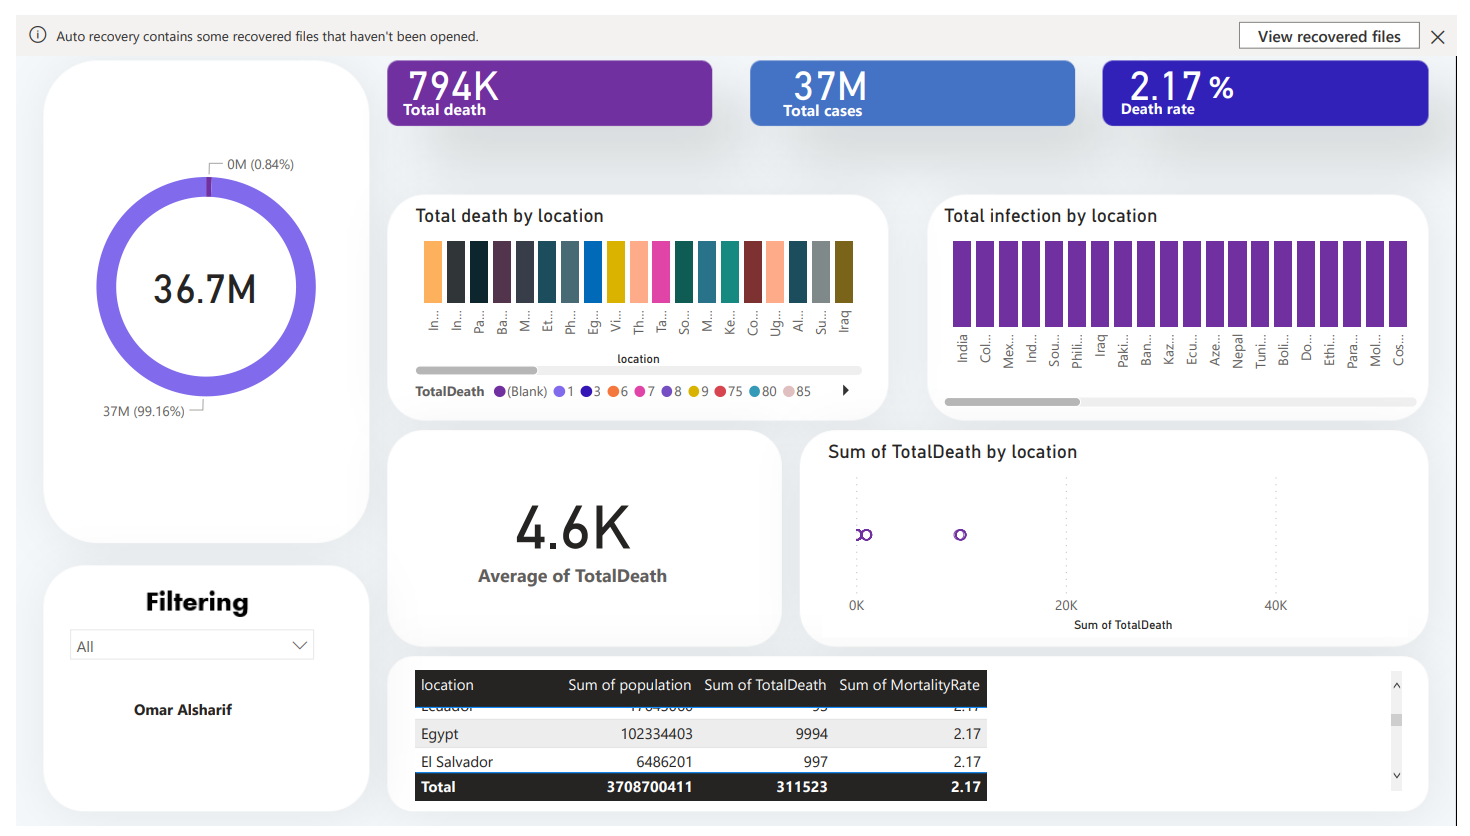 Auto recovery contains some recovered files that haven't been opened.
View recovered files
794K
Total death
37M
Total cases
2.17 %
Death rate
0M (0.84%)
36.7M
37M (99.16%)
Total death by location
In... In... Pa... Ba... M... Et... Ph... Eg... Vi... Th... Ta... So... M... Ke... Co... Ug... Al... Su... Iraq
location
TotalDeath (Blank) 1 3 6 7 8 9 75 80 85
Total infection by location
India Col... Mex... Ind... Sou... Phili... Iraq Paki... Ban... Kaz... Ecu... Aze... Nepal Tuni... Boli... Do... Ethi... Para... Mol... Cos...
4.6K
Average of TotalDeath
Sum of TotalDeath by location
0K 20K 40K
Sum of TotalDeath
Filtering
All
Omar Alsharif
location Sum of population Sum of TotalDeath Sum of MortalityRate
Egypt 102334403 9994 2.17
El Salvador 6486201 997 2.17
Total 3708700411 311523 2.17